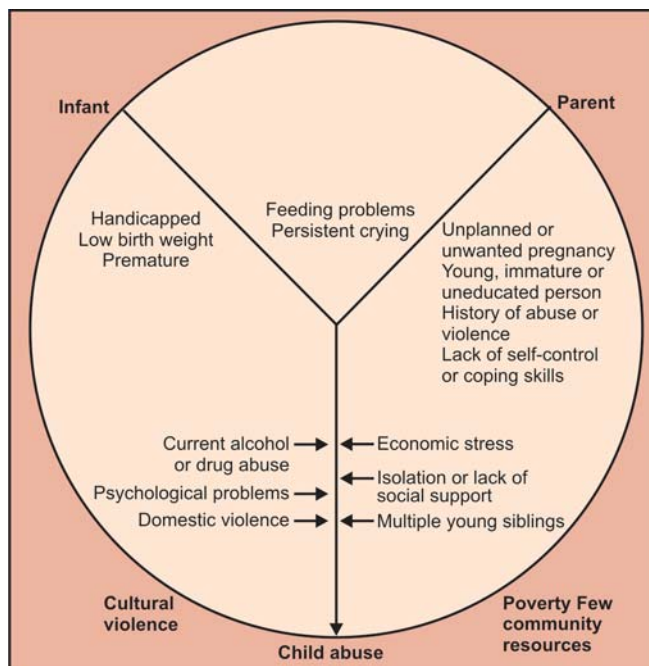 Infant
Parent
Handicapped
Low birth weight
Premature
Feeding problems
Persistent crying
Unplanned or
unwanted pregnancy
Young, immature or
uneducated person
History of abuse or
violence
Lack of self-control
or coping skills
Current alcohol
or drug abuse
Psychological problems
Domestic violence
Economic stress
Isolation or lack of
social support
Multiple young siblings
Cultural
violence
Poverty Few
community
resources
Child abuse